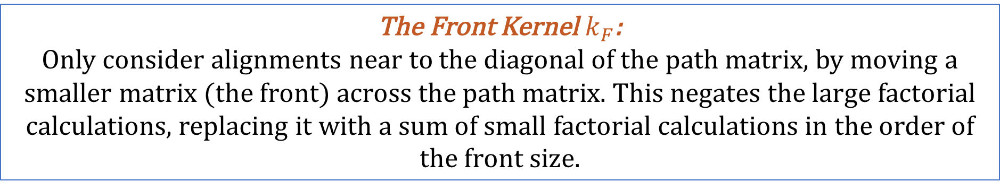 The Front Kernel k_F:
Only consider alignments near to the diagonal of the path matrix, by moving a
smaller matrix (the front) across the path matrix. This negates the large factorial
calculations, replacing it with a sum of small factorial calculations in the order of
the front size.